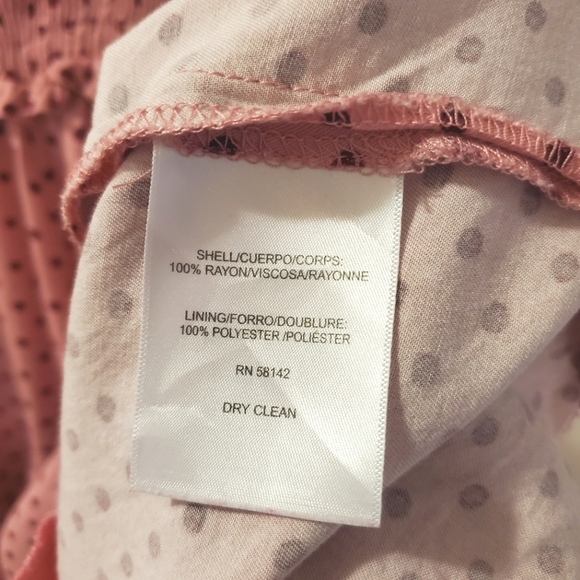 SHELL/CUERPO/CORPS:
100% RAYON/VISCOSA/RAYONNE
LINING/FORRO/DOUBLURE:
100% POLYESTER /POLIÉSTER
RN 58142
DRY CLEAN